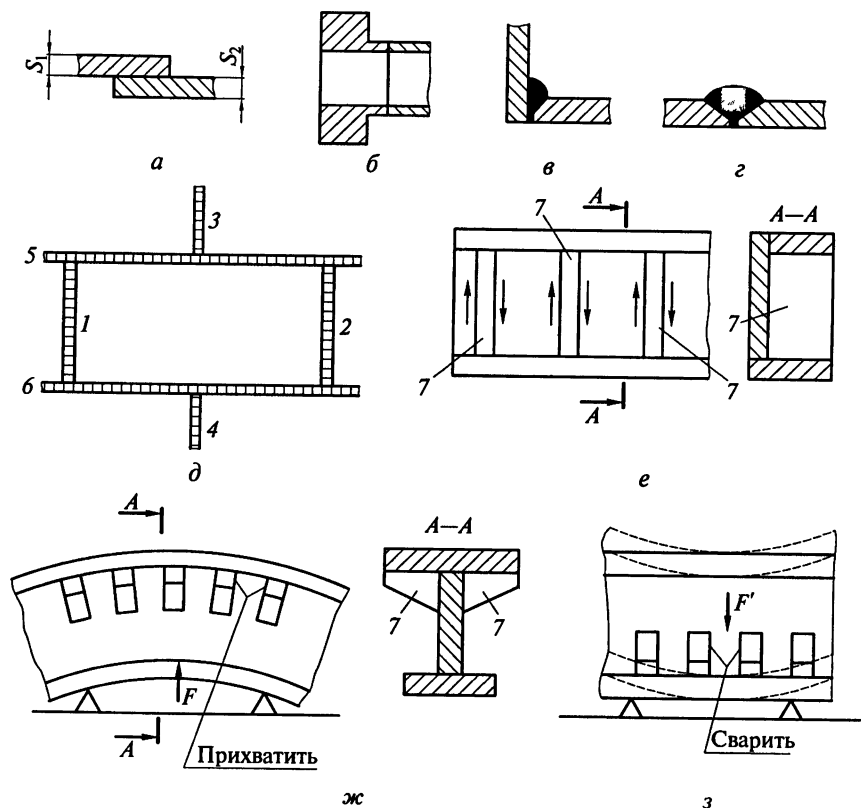 S₁
S₂
а
б
в
г
3
5
1
2
6
4
д
А
7
А—А
7
7
7
А
е
А
А—А
7
7
F
А
Прихватить
ж
F′
Сварить
з